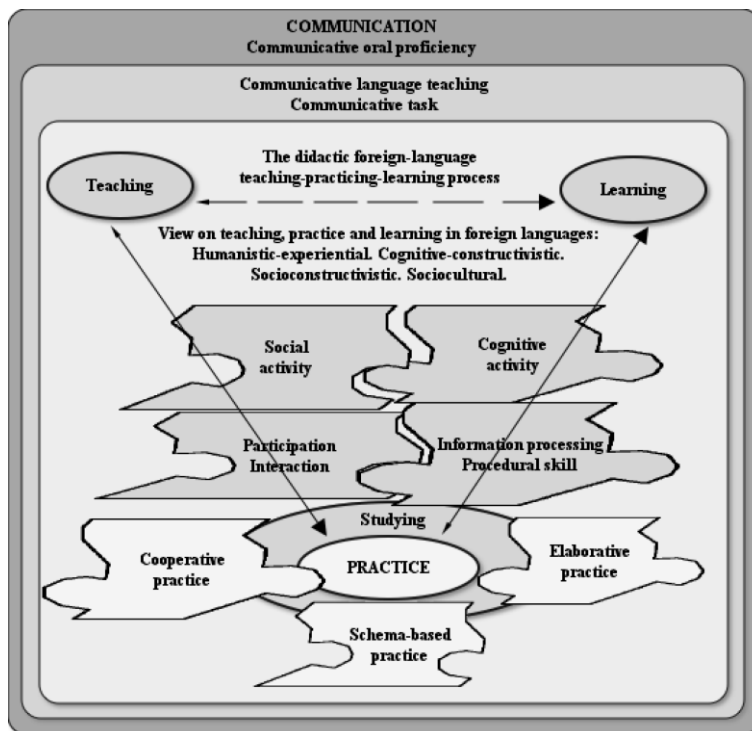 COMMUNICATION
Communicative oral proficiency
Communicative language teaching
Communicative task
The didactic foreign-language
teaching-practicing-learning process
Teaching
Learning
View on teaching, practice and learning in foreign languages:
Humanistic-experiential. Cognitive-constructivistic.
Socioconstructivistic. Sociocultural.
Social
activity
Cognitive
activity
Participation
Interaction
Information processing
Procedural skill
Studying
Cooperative
practice
PRACTICE
Elaborative
practice
Schema-based
practice